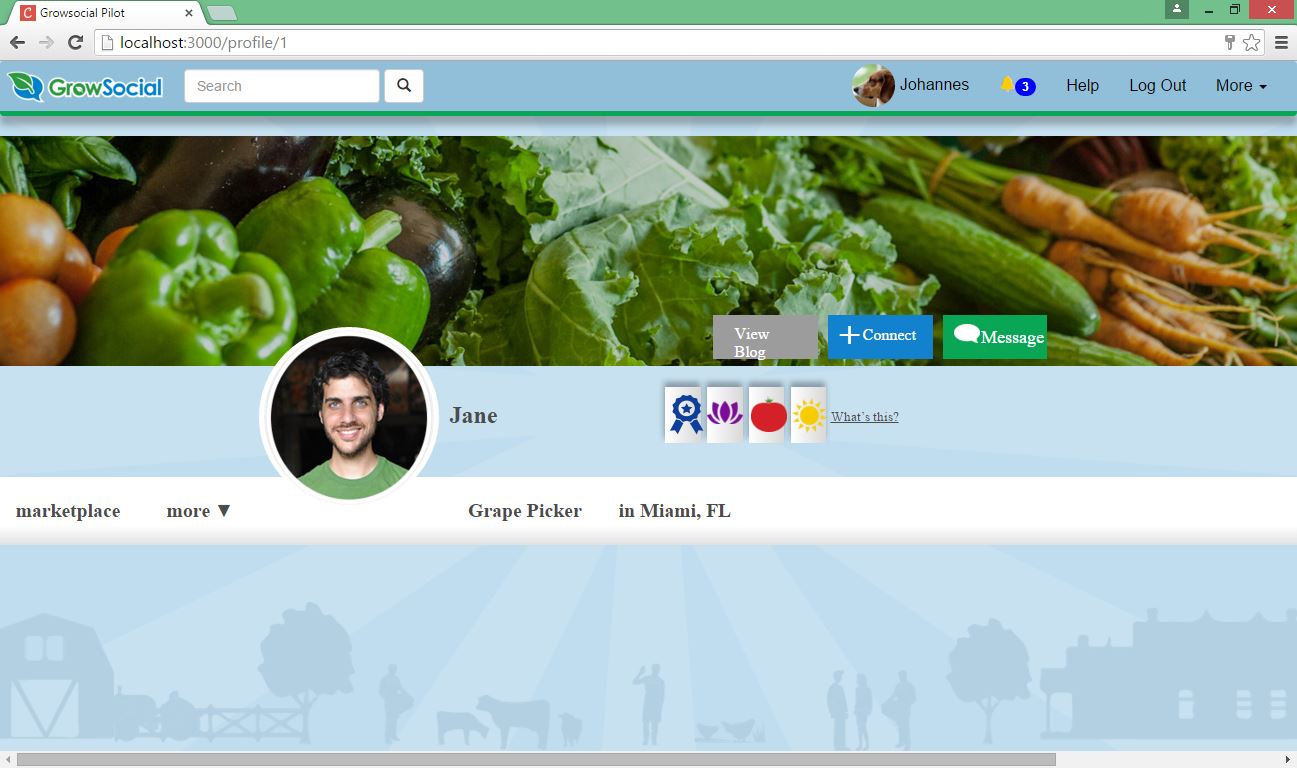 Growsocial Pilot
localhost:3000/profile/1
GrowSocial
Search
Johannes
3
Help
Log Out
More
View
Blog
Connect
Message
Jane
What's this?
marketplace
more ▼
Grape Picker
in Miami, FL